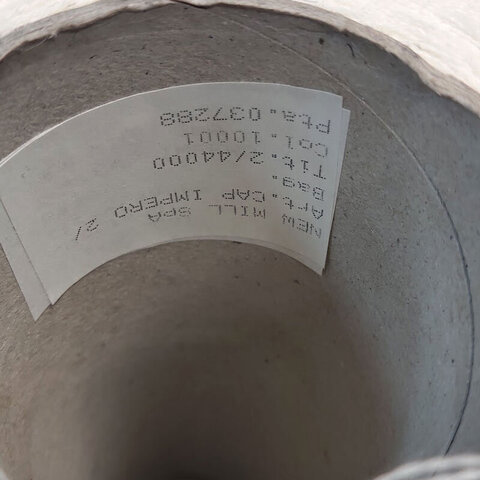 NEW MILL SPA
Art.CAP IMPERO 2/
Bag.
Tit.2/44000
Col.10001
Pta.037288